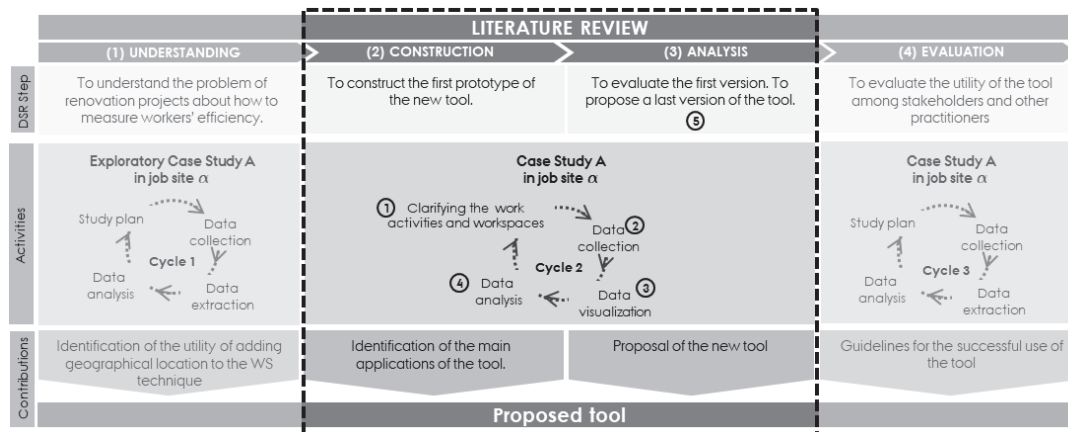 LITERATURE REVIEW
(1) UNDERSTANDING
(2) CONSTRUCTION
(3) ANALYSIS
(4) EVALUATION
DSR Step
To understand the problem of
renovation projects about how to
measure workers' efficiency.
To construct the first prototype of
the new tool.
To evaluate the first version. To
propose a last version of the tool.
5
To evaluate the utility of the tool
among stakeholders and other
practitioners
Activities
Exploratory Case Study A
in job site α
Study plan
Data
collection
Cycle 1
Data
analysis
Data
extraction
Case Study A
in job site α
1 Clarifying the work
activities and workspaces
Data 2
collection
Cycle 2
4 Data
analysis
Data 3
visualization
Case Study A
in job site α
Study plan
Data
collection
Cycle 3
Data
analysis
Data
extraction
Contributions
Identification of the utility of adding
geographical location to the WS
technique
Identification of the main
applications of the tool.
Proposal of the new tool
Guidelines for the successful use of
the tool
Proposed tool